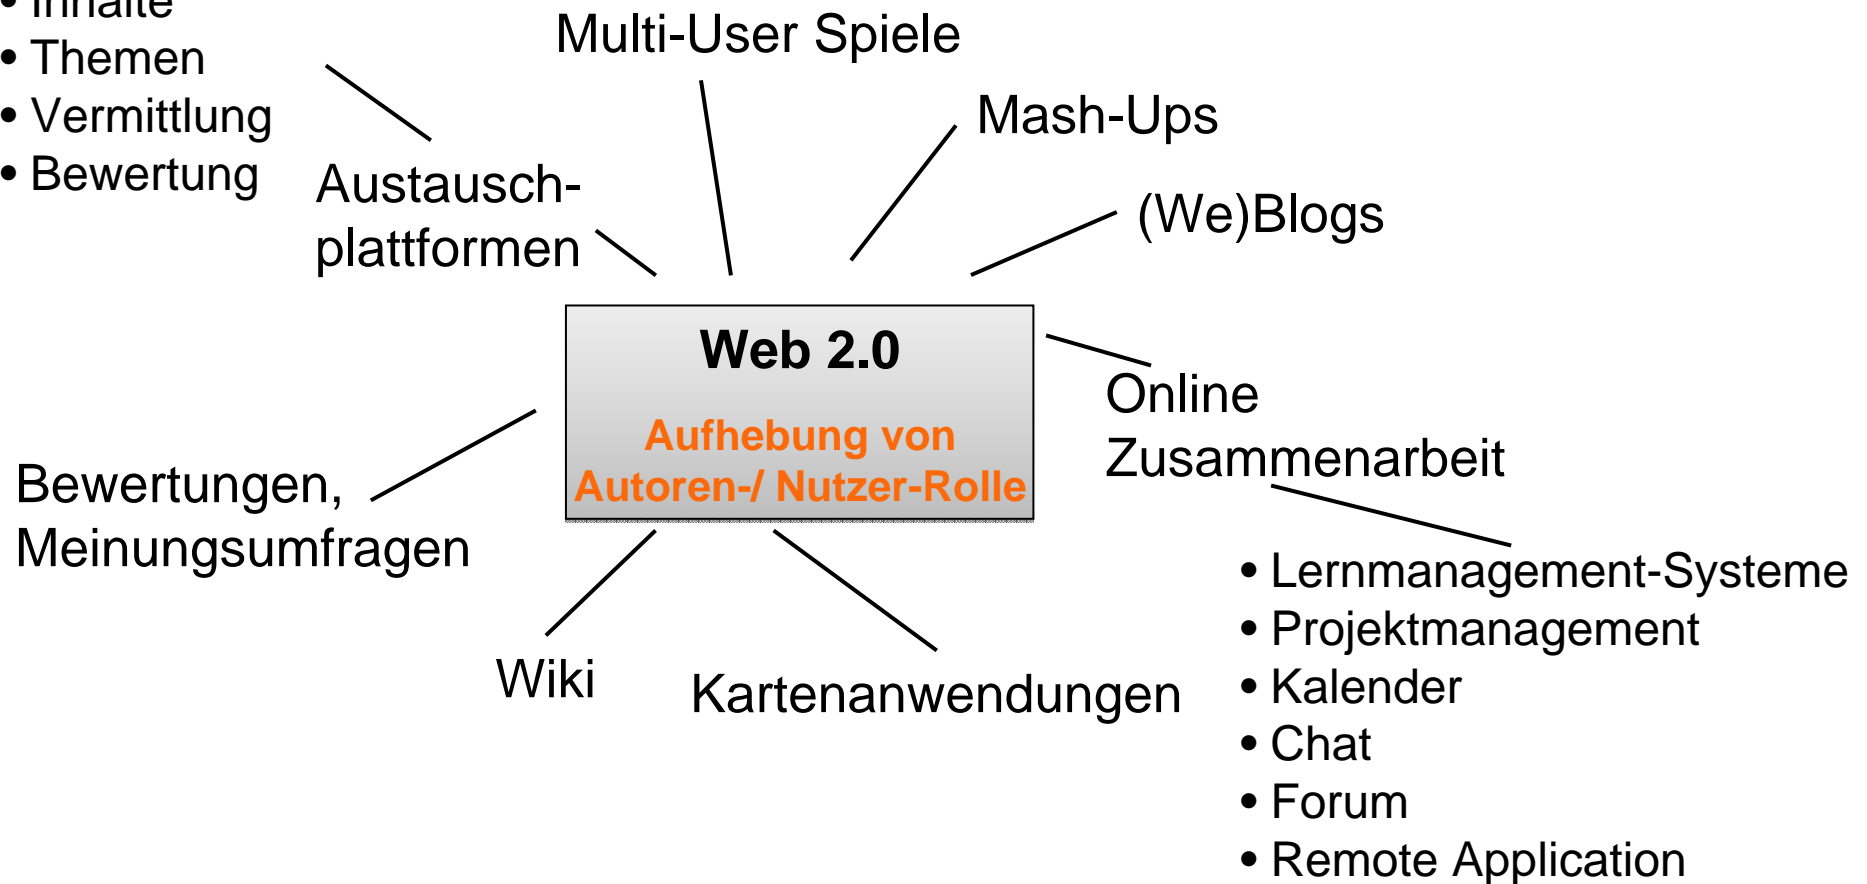 • Inhalte
• Themen
• Vermittlung
• Bewertung
Multi-User Spiele
Mash-Ups
Austausch-
plattformen
(We)Blogs
Web 2.0
Aufhebung von
Autoren-/ Nutzer-Rolle
Online
Zusammenarbeit
Bewertungen,
Meinungsumfragen
Wiki
Kartenanwendungen
• Lernmanagement-Systeme
• Projektmanagement
• Kalender
• Chat
• Forum
• Remote Application